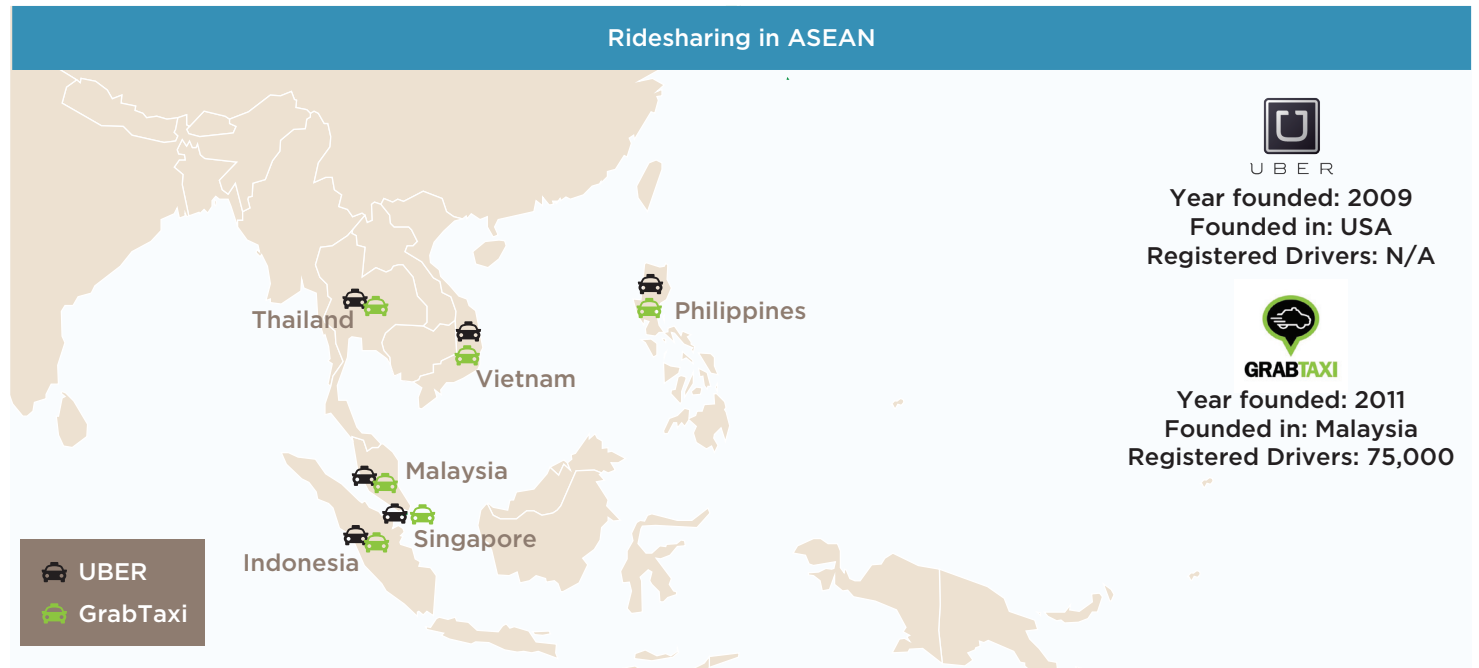 Ridesharing in ASEAN
U
UBER
Year founded: 2009
Founded in: USA
Registered Drivers: N/A
GRABTAXI
Year founded: 2011
Founded in: Malaysia
Registered Drivers: 75,000
Thailand
Philippines
Vietnam
Malaysia
Singapore
Indonesia
UBER
GrabTaxi